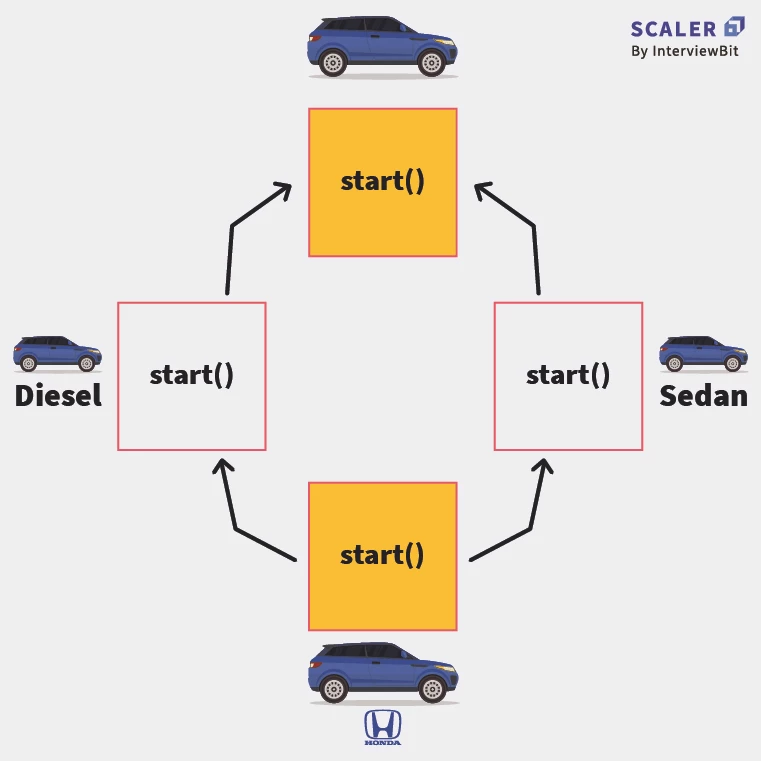 SCALER
By InterviewBit
start()
start()
start()
Diesel
Sedan
start()
HONDA